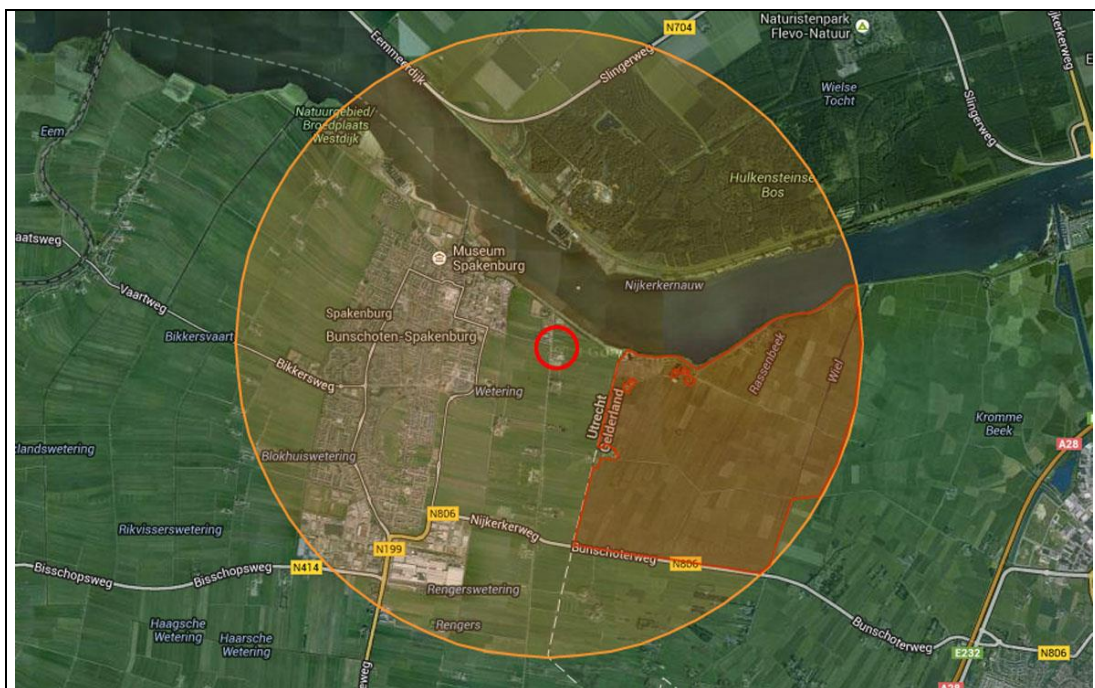 Naturistenpark
Flevo-Natuur
N704
Eemmeerdijk
Slingerweg
Wielse
Tocht
Slingerweg
Natuurgebied/
Broedplaats
Westdijk
Eem
Hulkensteinse
Bos
Museum
Spakenburg
Nijkerkernauw
Vaartweg
Spakenburg
Bunschoten-Spakenburg
Bikkersvaart
Bikkersweg
Wetering
Rassenbeek
Wiel
Utrecht
Gelderland
Kromme
Beek
A28
Blokhuiswetering
N806
Nijkerkerweg
Rikvisserswetering
N199
Bunschoterweg
N806
N414
Bisschopsweg
Bisschopsweg
Rengerswetering
Rengers
Haagsche
Wetering
Haarsche
Wetering
Bunschoterweg
E232
N806
A28